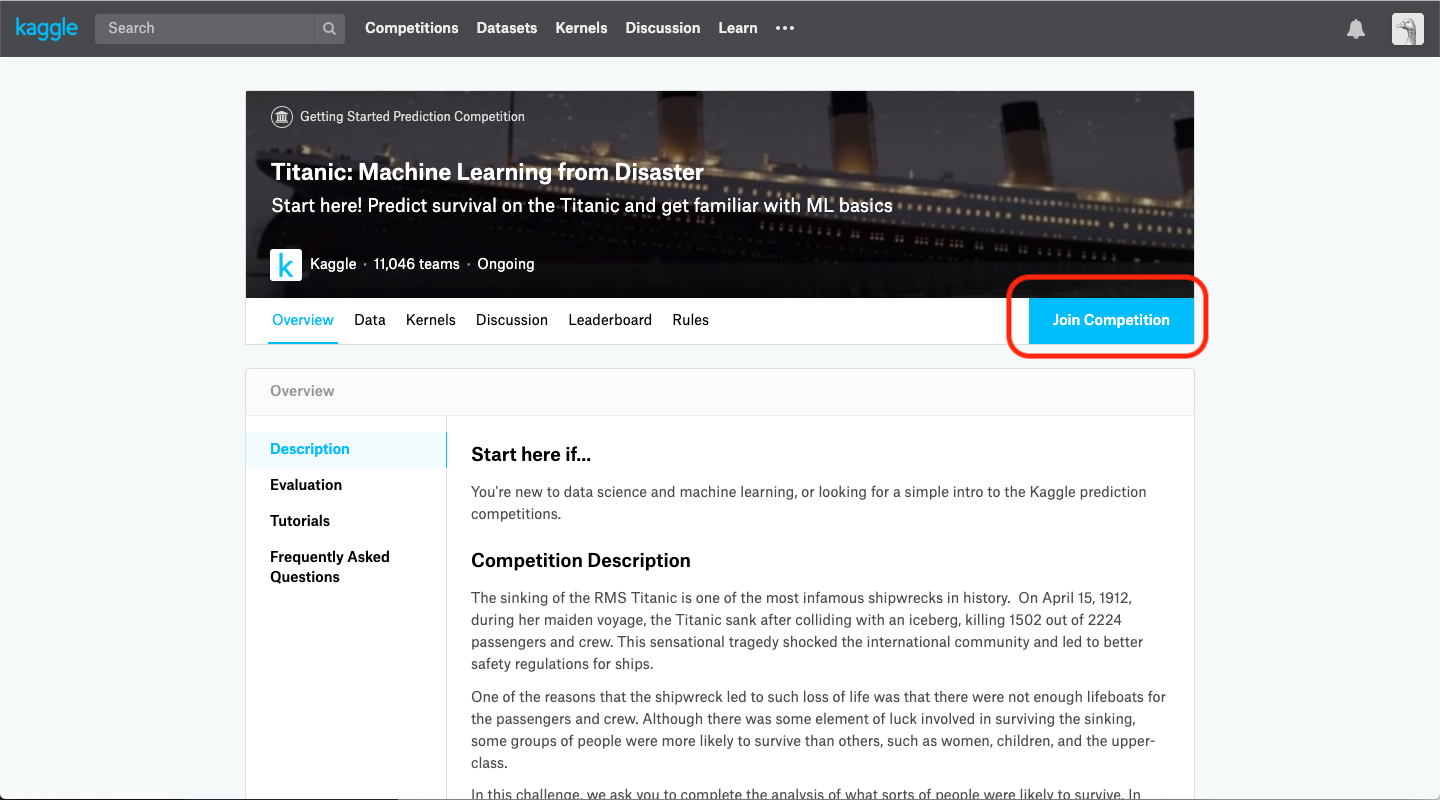 kaggle
Search
Competitions Datasets Kernels Discussion Learn
Getting Started Prediction Competition
Titanic: Machine Learning from Disaster
Start here! Predict survival on the Titanic and get familiar with ML basics
k
Kaggle · 11,046 teams · Ongoing
Overview Data Kernels Discussion Leaderboard Rules
Join Competition
Overview
Description
Evaluation
Tutorials
Frequently Asked
Questions
Start here if...
You're new to data science and machine learning, or looking for a simple intro to the Kaggle prediction
competitions.
Competition Description
The sinking of the RMS Titanic is one of the most infamous shipwrecks in history. On April 15, 1912,
during her maiden voyage, the Titanic sank after colliding with an iceberg, killing 1502 out of 2224
passengers and crew. This sensational tragedy shocked the international community and led to better
safety regulations for ships.
One of the reasons that the shipwreck led to such loss of life was that there were not enough lifeboats for
the passengers and crew. Although there was some element of luck involved in surviving the sinking,
some groups of people were more likely to survive than others, such as women, children, and the upper-
class.
In this challenge, we ask you to complete the analysis of what sorts of people were likely to survive. In